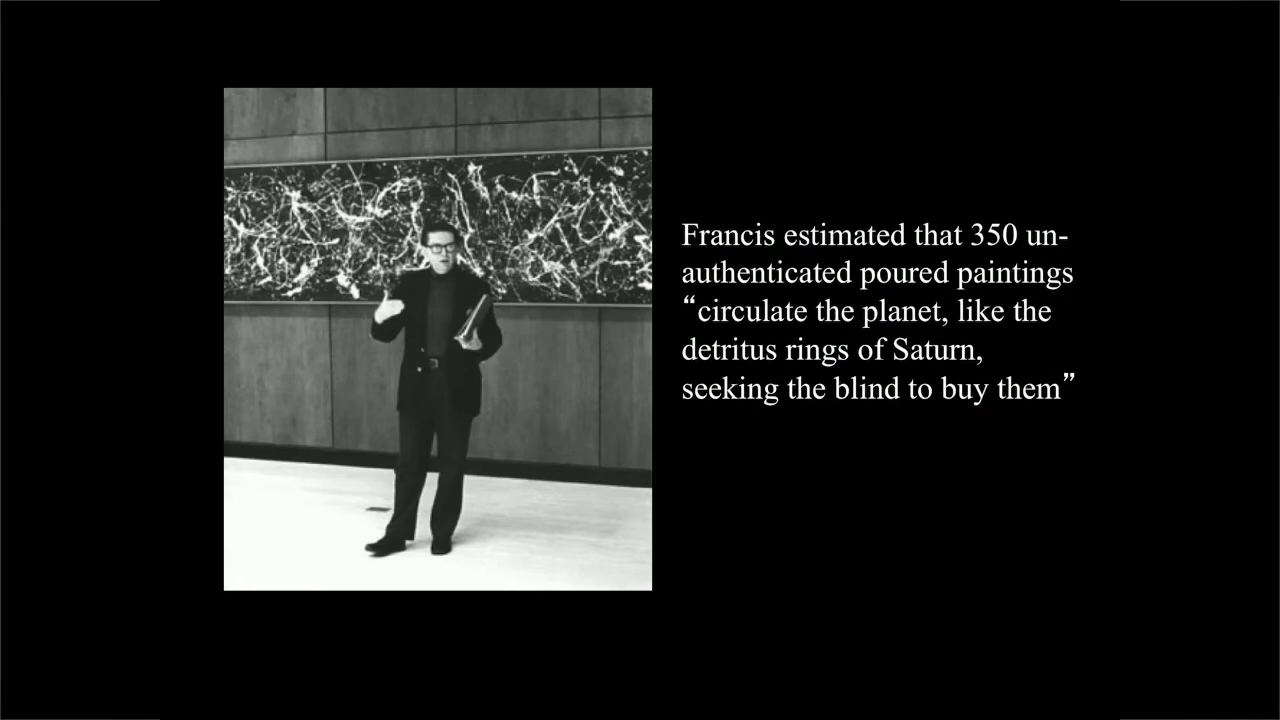 Francis estimated that 350 un-
authenticated poured paintings
“circulate the planet, like the
detritus rings of Saturn,
seeking the blind to buy them”